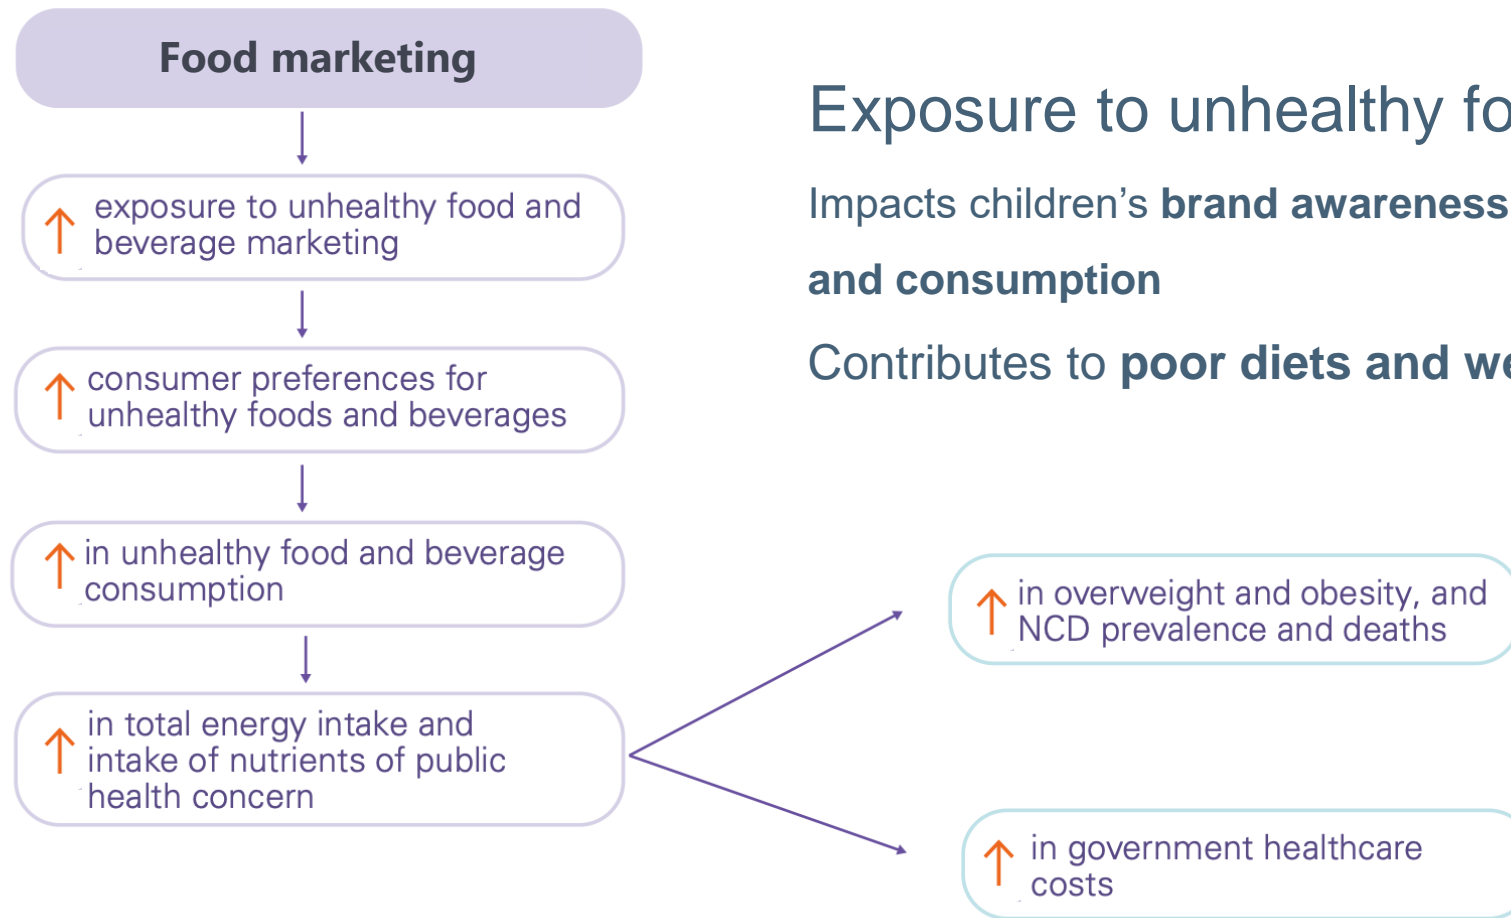 Food marketing
↑ exposure to unhealthy food and
beverage marketing
↑ consumer preferences for
unhealthy foods and beverages
↑ in unhealthy food and beverage
consumption
↑ in total energy intake and
intake of nutrients of public
health concern
Exposure to unhealthy
Impacts children’s brand awareness
and consumption
Contributes to poor diets and
↑ in overweight and obesity, and
NCD prevalence and deaths
↑ in government healthcare
costs